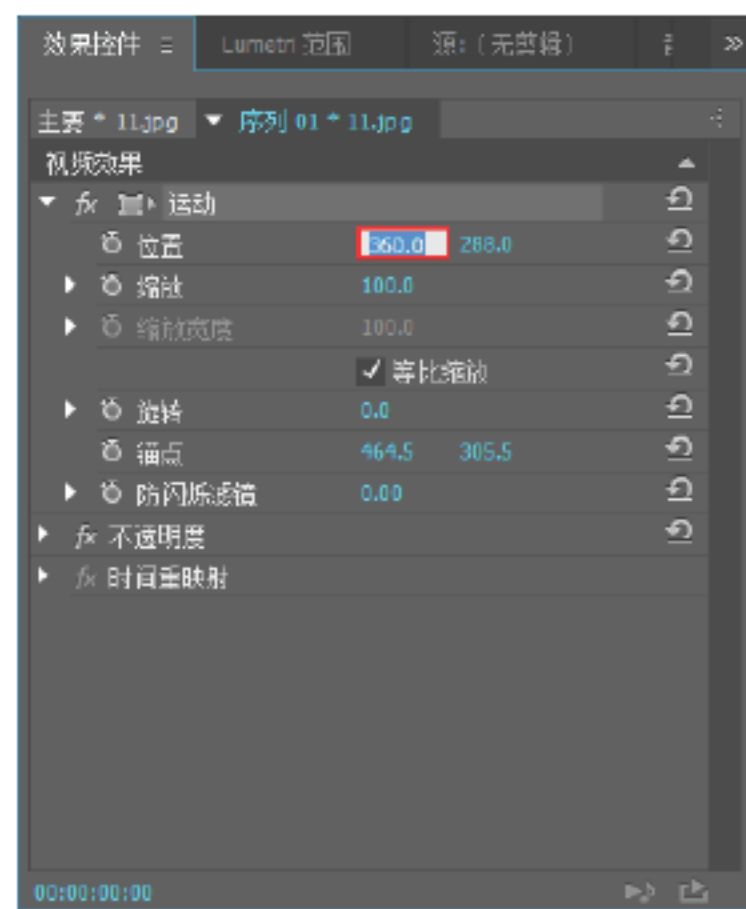 效果控件 Lumetri 范围 源:（无剪辑）
主要 * 11.jpg 序列 01 * 11.jpg
视频效果
fx 运动
位置 360.0 288.0
缩放 100.0
缩放宽度 100.0
等比缩放
旋转 0.0
锚点 464.5 305.5
防闪烁滤镜 0.00
fx 不透明度
fx 时间重映射
00:00:00:00